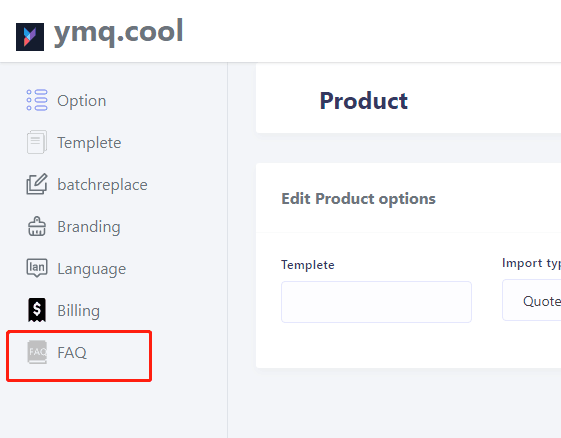 ymq.cool
Option
Templete
batchreplace
Branding
lan
Language
Billing
FAQ
FAQ
Product
Edit Product options
Templete
Import typ
Quote